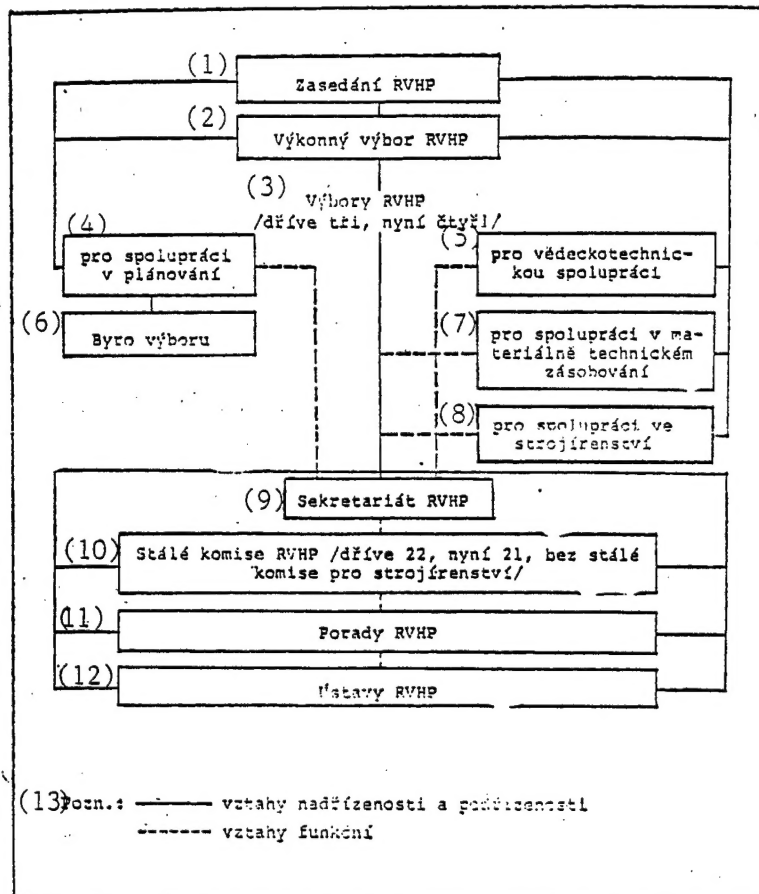 (1)
Zasedání RVHP
(2)
Výkonný výbor RVHP
(3)
Výbory RVHP
/dříve tři, nyní čtyři/
(4)
pro spolupráci
v plánování
(5)
pro vědeckotechnic-
kou spolupráci
(6)
Byro výboru
(7)
pro spolupráci v ma-
teriálně technickém
zásobování
(8)
pro spolupráci ve
strojírenství
(9)
Sekretariát RVHP
(10)
Stálé komise RVHP /dříve 22, nyní 21, bez stálé
komise pro strojírenství/
(11)
Porady RVHP
(12)
Ústavy RVHP
(13) Pozn.: vztahy nadřízenosti a podřízenosti
vztahy funkční